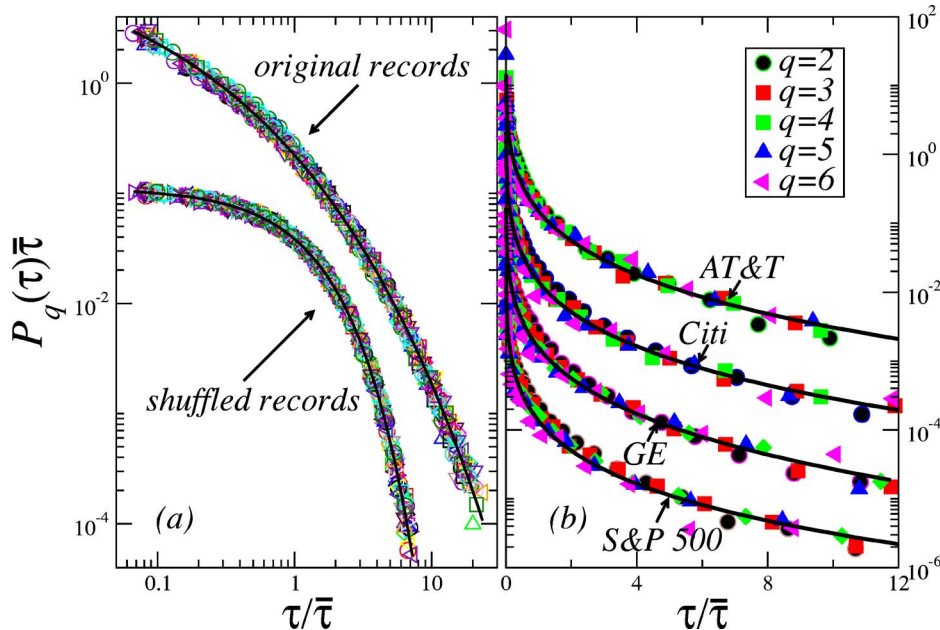 P_q(τ)τ̄
10^0
10^-2
10^-4
original records
shuffled records
(a)
0.1 1 10
τ/τ̄
q=2
q=3
q=4
q=5
q=6
AT&T
Citi
GE
S&P 500
(b)
10^2
10^0
10^-2
10^-4
10^-6
0 4 8 12
τ/τ̄